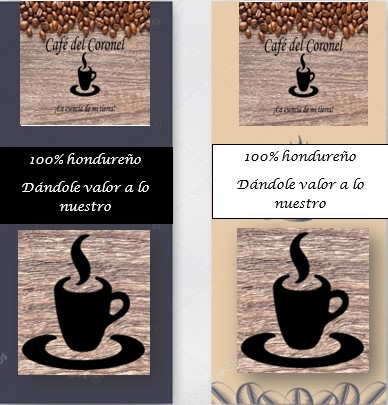 Café del Coronel
¡La esencia de mi tierra!
100% hondureño
Dándole valor a lo
nuestro
Café del Coronel
¡La esencia de mi tierra!
100% hondureño
Dándole valor a lo
nuestro